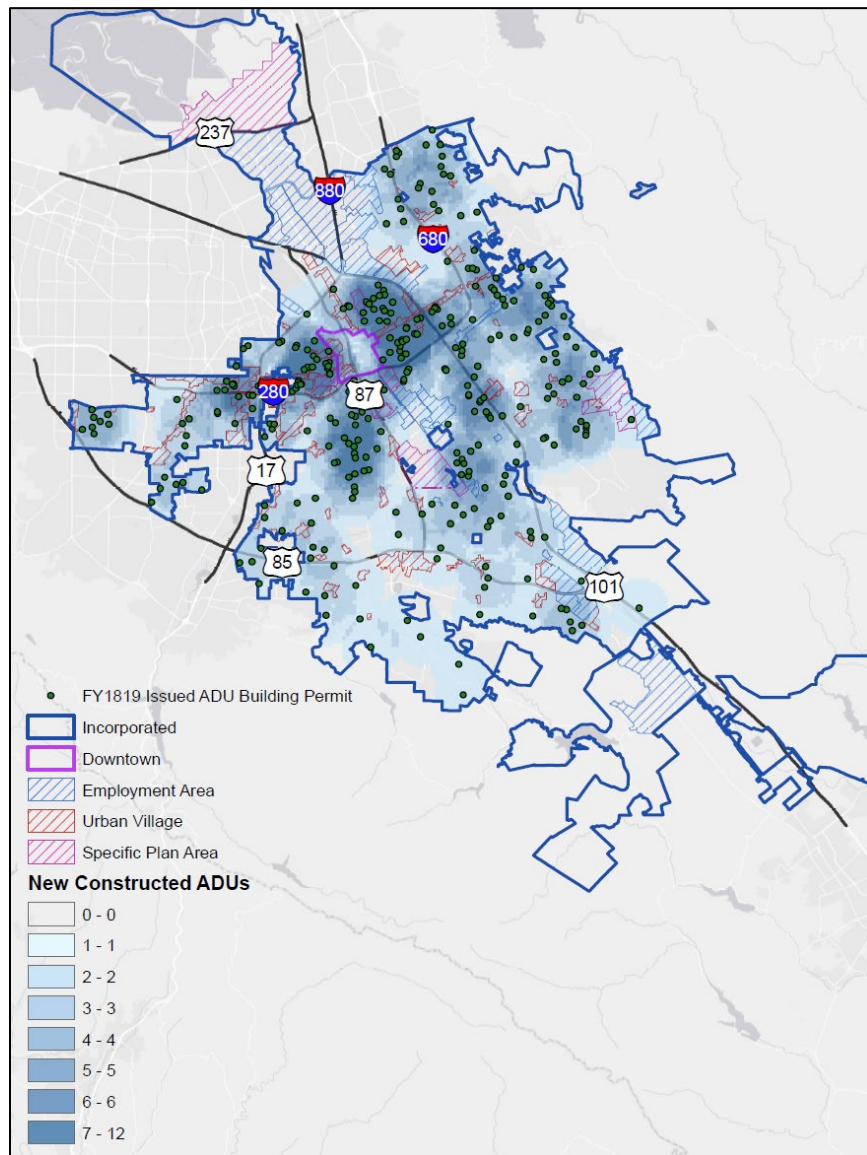 237
880
680
280
87
17
85
101
FY1819 Issued ADU Building Permit
Incorporated
Downtown
Employment Area
Urban Village
Specific Plan Area
New Constructed ADUs
0 - 0
1 - 1
2 - 2
3 - 3
4 - 4
5 - 5
6 - 6
7 - 12